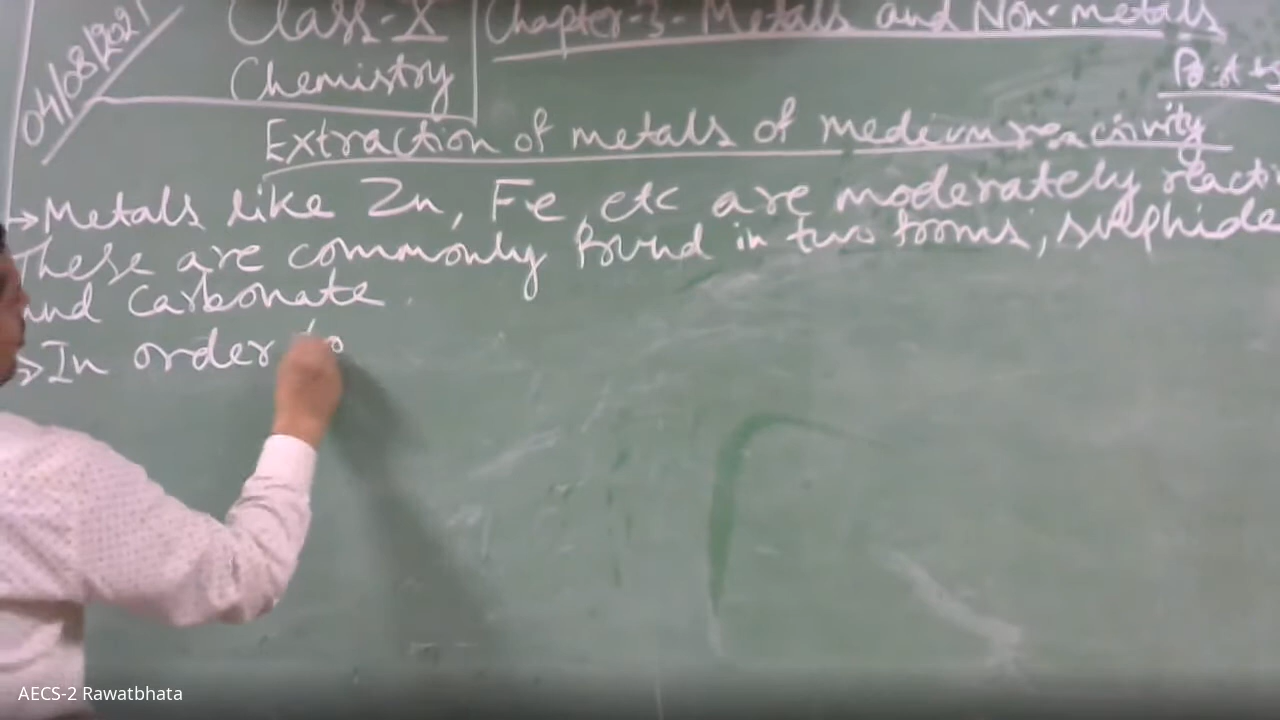 04/08/2021
Class-X
Chemistry
Chapter-3-Metals and Non-metals
Extraction of metals of medium reactivity
→Metals like Zn, Fe, etc are moderately reacti
These are commonly found in two forms, sulphide
and Carbonate.
→In order to
AECS-2 Rawatbhata